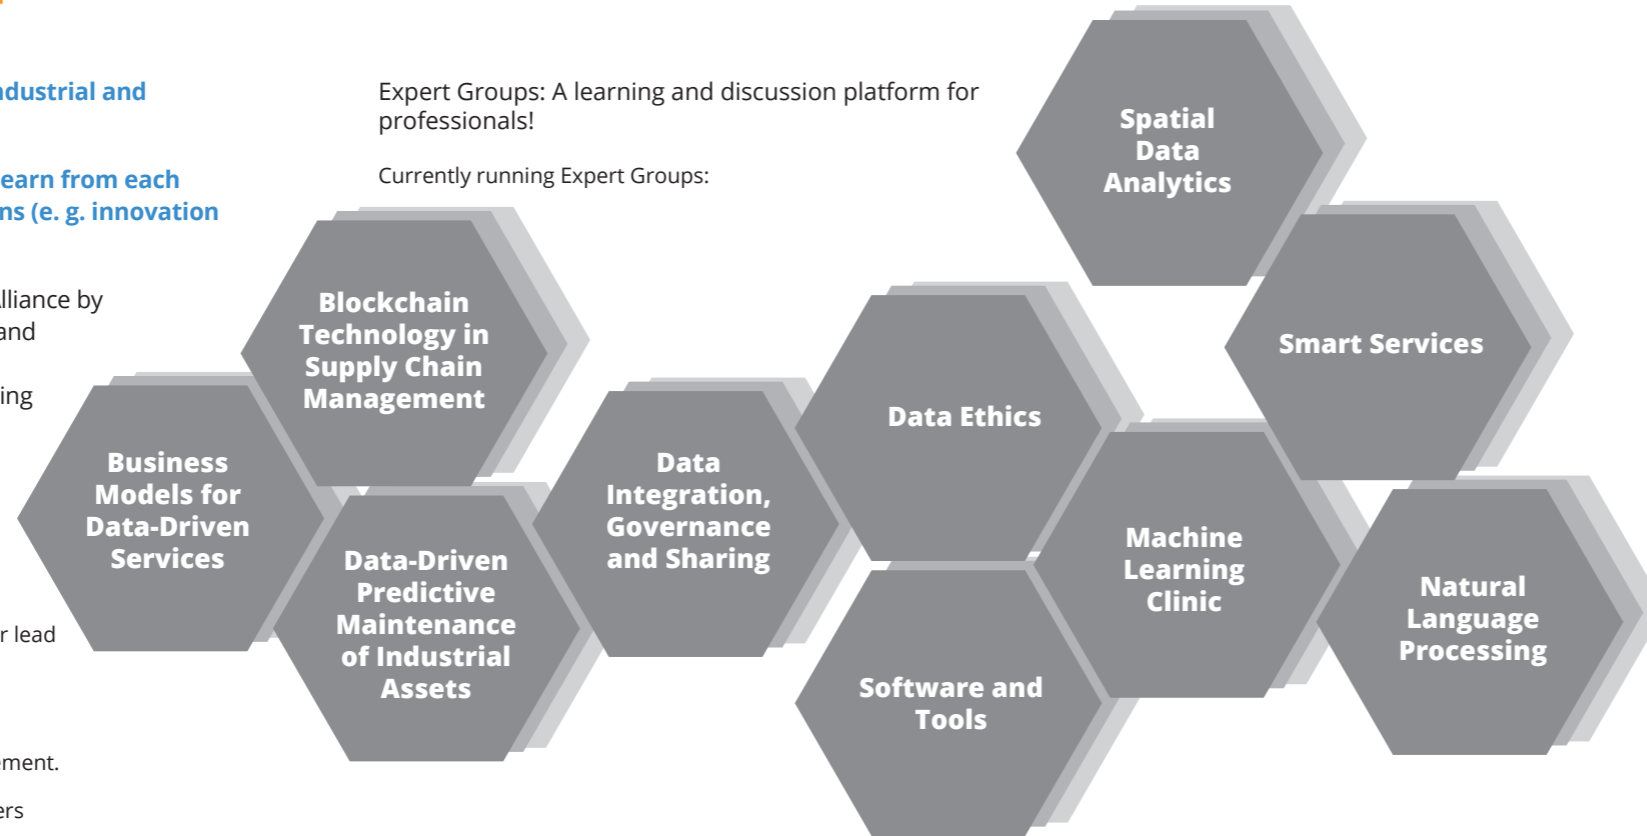 ndustrial and
earn from each
ns (e. g. innovation
lliance by
and
ing
r lead
ement.
ers
Expert Groups: A learning and discussion platform for
professionals!
Currently running Expert Groups:
Spatial
Data
Analytics
Smart Services
Blockchain
Technology in
Supply Chain
Management
Data Ethics
Business
Models for
Data-Driven
Services
Data
Integration,
Governance
and Sharing
Data-Driven
Predictive
Maintenance
of Industrial
Assets
Machine
Learning
Clinic
Natural
Language
Processing
Software and
Tools